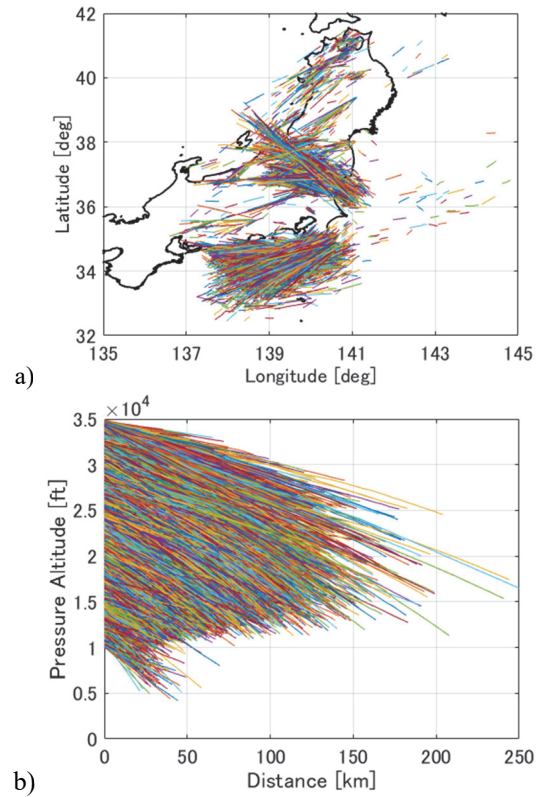 42
40
38
36
34
32
Latitude [deg]
135 137 139 141 143 145
Longitude [deg]
a)
×10⁴
3.5
3
2.5
2
1.5
1
0.5
0
Pressure Altitude [ft]
0 50 100 150 200 250
Distance [km]
b)